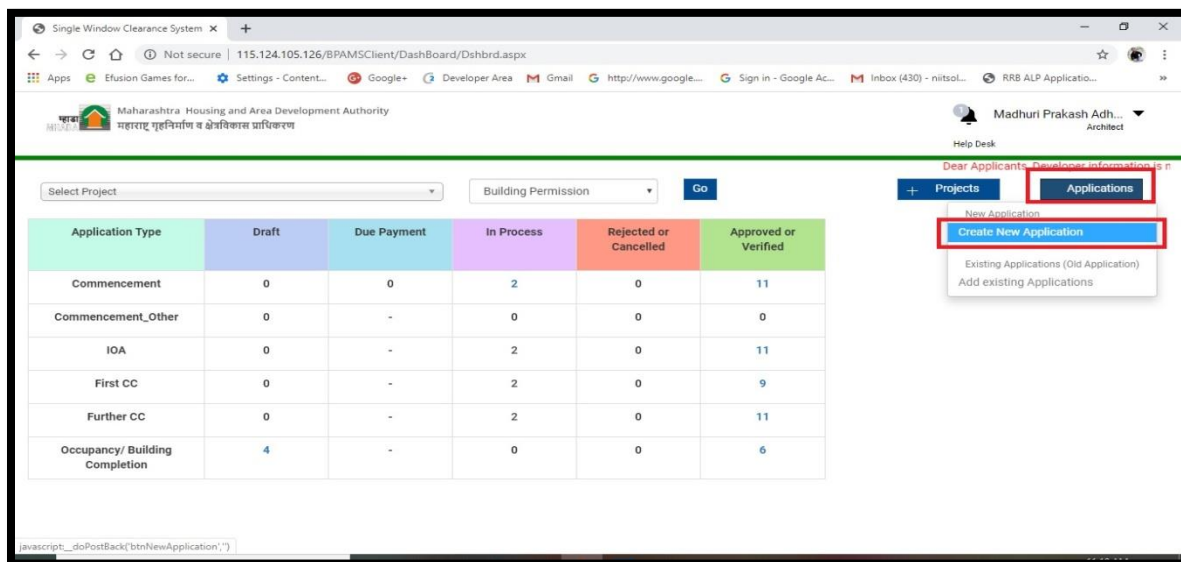 Single Window Clearance System
Not secure | 115.124.105.126/BPAMSClient/DashBoard/Dshbrd.aspx
Apps Efusion Games for... Settings - Content... Google+ Developer Area Gmail http://www.google.... Sign in - Google Ac... Inbox (430) - niitsol... RRB ALP Applicatio... »
म्हाडा
MHADA
Maharashtra Housing and Area Development Authority
महाराष्ट्र गृहनिर्माण व क्षेत्रविकास प्राधिकरण
1
Madhuri Prakash Adh...
Architect
Help Desk
Dear Applicants, Developer information is n
Select Project
Building Permission
Go
+ Projects
Applications
New Application
Create New Application
Existing Applications (Old Application)
Add existing Applications
Application Type Draft Due Payment In Process Rejected or Cancelled Approved or Verified
Commencement 0 0 2 0 11
Commencement_Other 0 - 0 0 0
IOA 0 - 2 0 11
First CC 0 - 2 0 9
Further CC 0 - 2 0 11
Occupancy/ Building Completion 4 - 0 0 6
javascript:__doPostBack('btnNewApplication','')